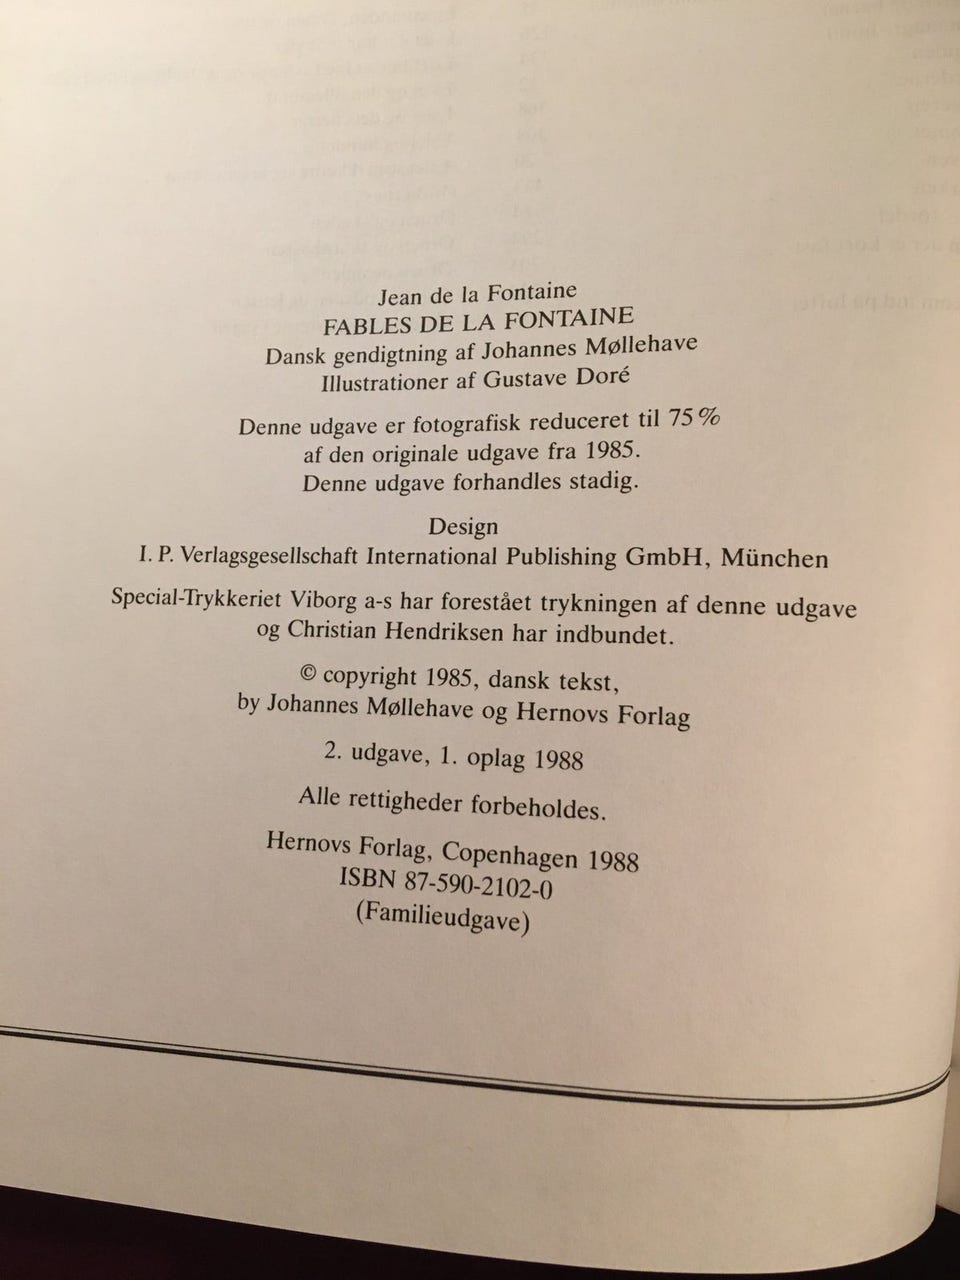 Jean de la Fontaine
FABLES DE LA FONTAINE
Dansk gendigtning af Johannes Møllehave
Illustrationer af Gustave Doré
Denne udgave er fotografisk reduceret til 75 %
af den originale udgave fra 1985.
Denne udgave forhandles stadig.
Design
I. P. Verlagsgesellschaft International Publishing GmbH, München
Special-Trykkeriet Viborg a-s har forestået trykningen af denne udgave
og Christian Hendriksen har indbundet.
© copyright 1985, dansk tekst,
by Johannes Møllehave og Hernovs Forlag
2. udgave, 1. oplag 1988
Alle rettigheder forbeholdes.
Hernovs Forlag, Copenhagen 1988
ISBN 87-590-2102-0
(Familieudgave)